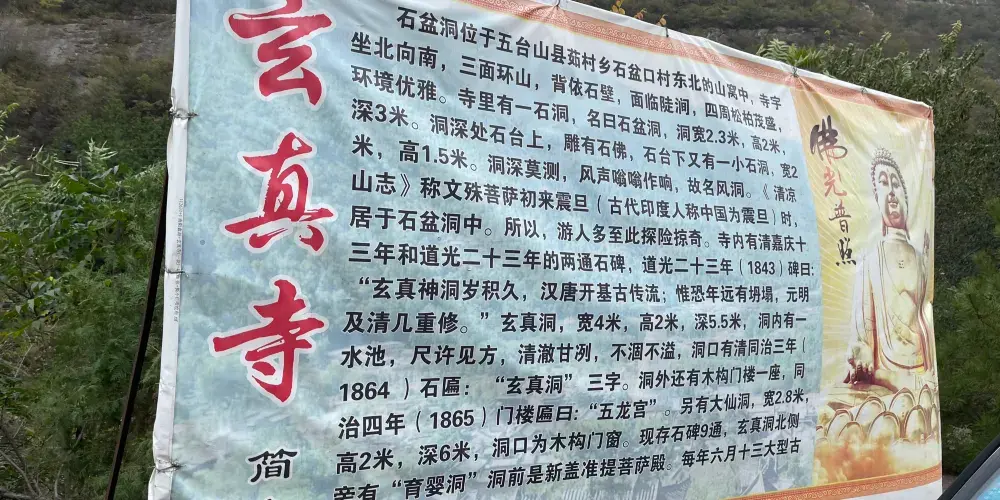 玄真寺
简
石盆洞位于五台山县茹村乡石盆口村东北的山窝中，寺宇
坐北向南，三面环山，背依石壁，面临陡涧，四周松柏茂盛，
环境优雅。寺里有一石洞，名曰石盆洞，洞宽2.3米，高2米，
深3米。洞深处石台上，雕有石佛，石台下又有一小石洞，宽2
米，高1.5米。洞深莫测，风声嗡嗡作响，故名风洞。《清凉
山志》称文殊菩萨初来震旦（古代印度人称中国为震旦）时，
居于石盆洞中。所以，游人多至此探险掠奇。寺内有清嘉庆十
三年和道光二十三年的两通石碑，道光二十三年（1843）碑曰：
“玄真神洞岁积久，汉唐开基古传流；惟恐年远有坍塌，元明
及清几重修。”玄真洞，宽4米，高2米，深5.5米，洞内有一
水池，尺许见方，清澈甘冽，不涸不溢，洞口有清同治三年（
1864 ）石匾：“玄真洞”三字。洞外还有木构门楼一座，同
治四年（1865）门楼匾曰：“五龙宫”。另有大仙洞，宽2.8米，
高2米，深6米，洞口为木构门窗。现存石碑9通，玄真洞北侧
旁有“育婴洞”洞前是新盖准提菩萨殿。每年六月十三大型古
佛光普照